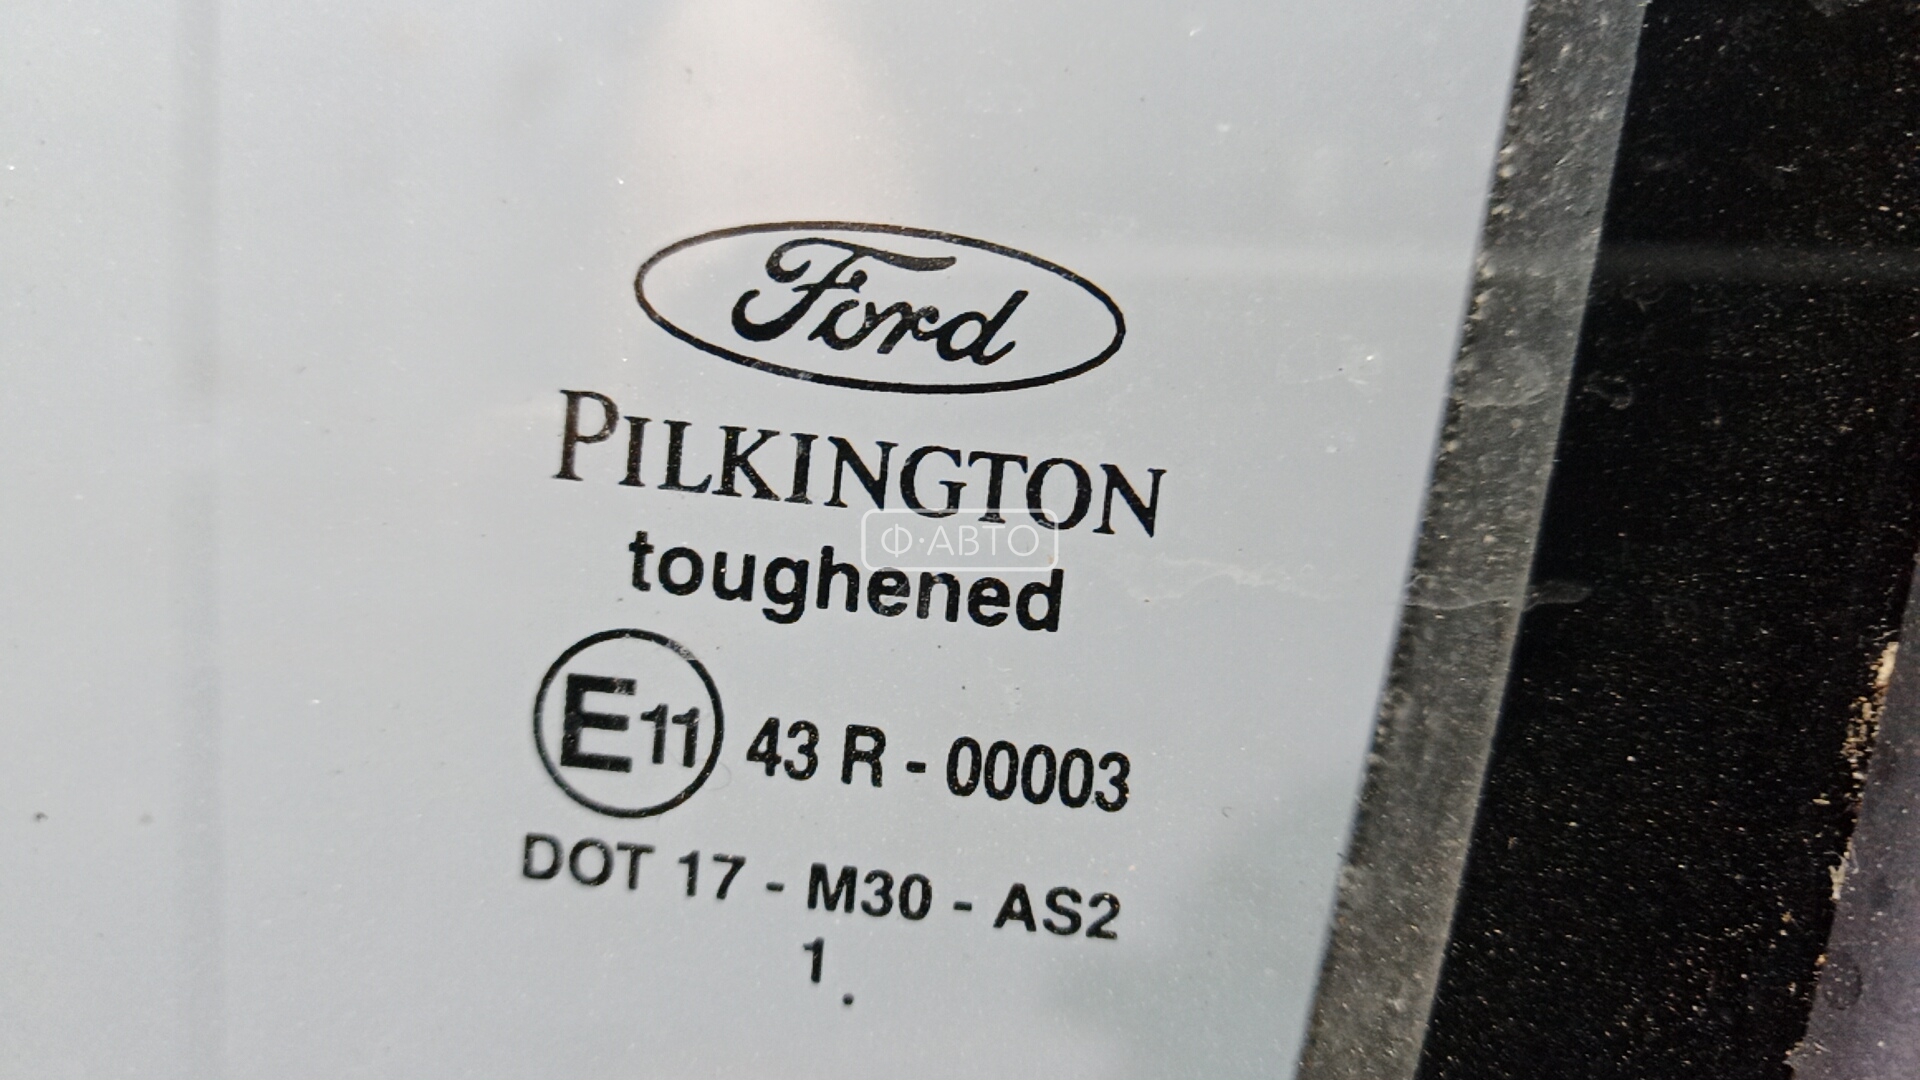 Ford
PILKINGTON
Ф·АВТО
toughened
E11 43 R - 00003
DOT 17 - M30 - AS2
1 .